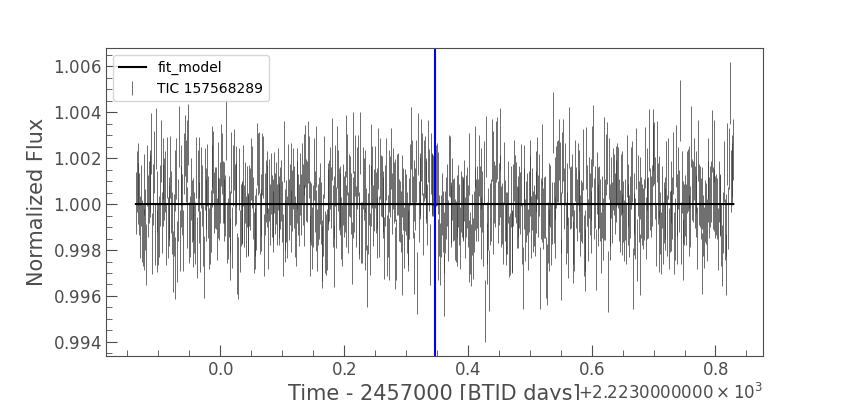 fit_model
TIC 157568289
1.006
1.004
1.002
1.000
0.998
0.996
0.994
Normalized Flux
0.0 0.2 0.4 0.6 0.8
Time - 2457000 [BTJD days]
+2.2230000000 × 10³